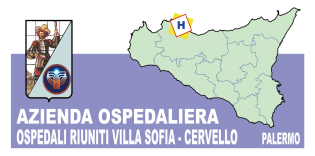 H
AZIENDA OSPEDALIERA
OSPEDALI RIUNITI VILLA SOFIA - CERVELLO PALERMO